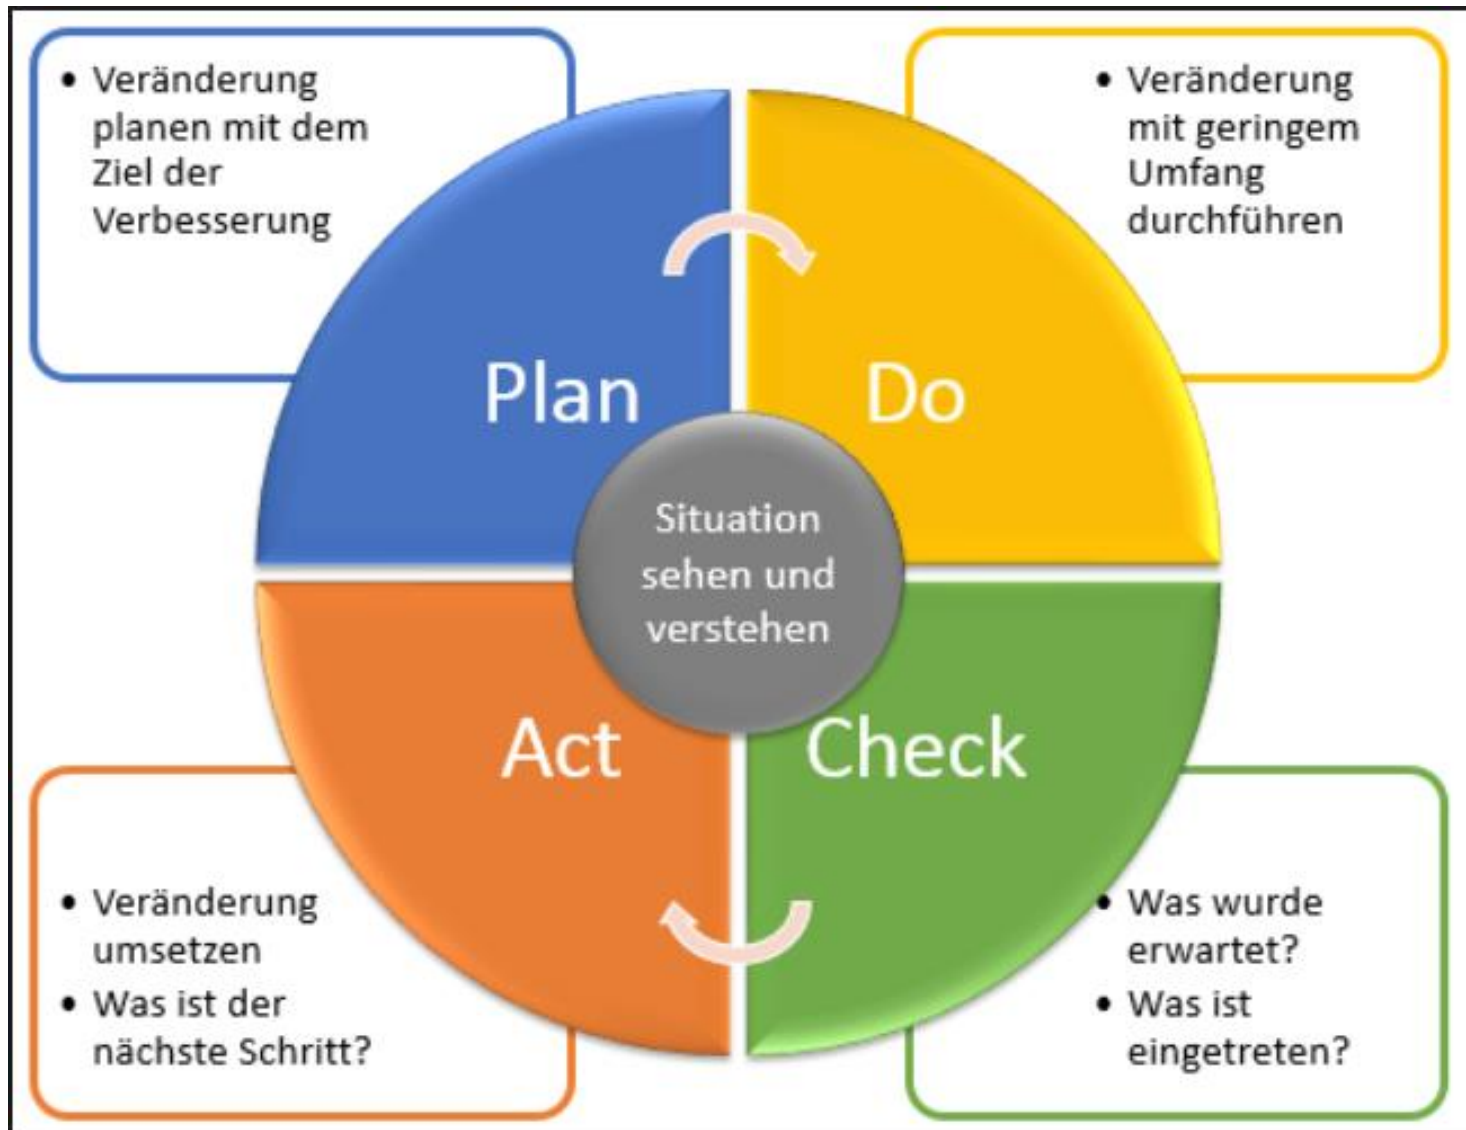 • Veränderung
planen mit dem
Ziel der
Verbesserung
• Veränderung
mit geringem
Umfang
durchführen
Plan
Do
Situation
sehen und
verstehen
Act
Check
• Veränderung
umsetzen
• Was ist der
nächste Schritt?
• Was wurde
erwartet?
• Was ist
eingetreten?